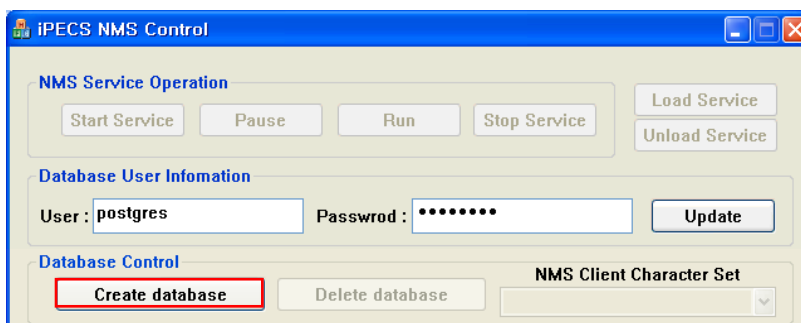 iPECS NMS Control
NMS Service Operation
Start Service Pause Run Stop Service
Load Service
Unload Service
Database User Infomation
User : postgres Passwrod : •••••••• Update
Database Control
Create database Delete database
NMS Client Character Set